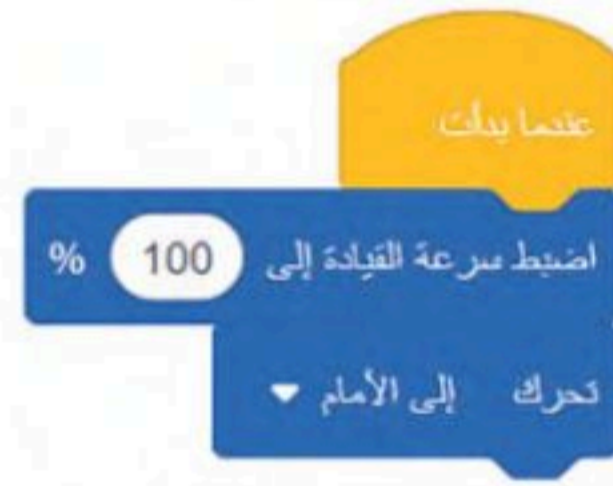 عندما بدأت
اضبط سرعة القيادة إلى 100 %
تحرك إلى الأمام